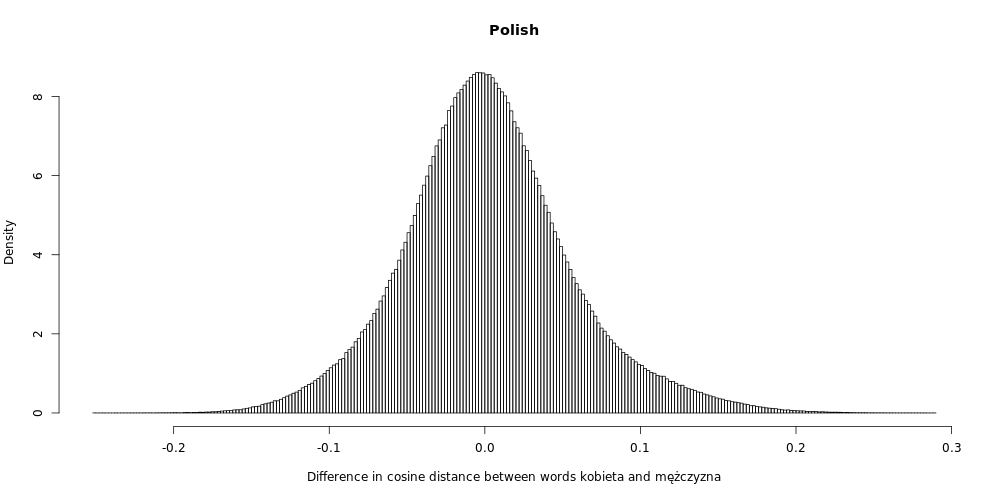 Polish
Density
8
6
4
2
0
-0.2 -0.1 0.0 0.1 0.2 0.3
Difference in cosine distance between words kobieta and mężczyzna